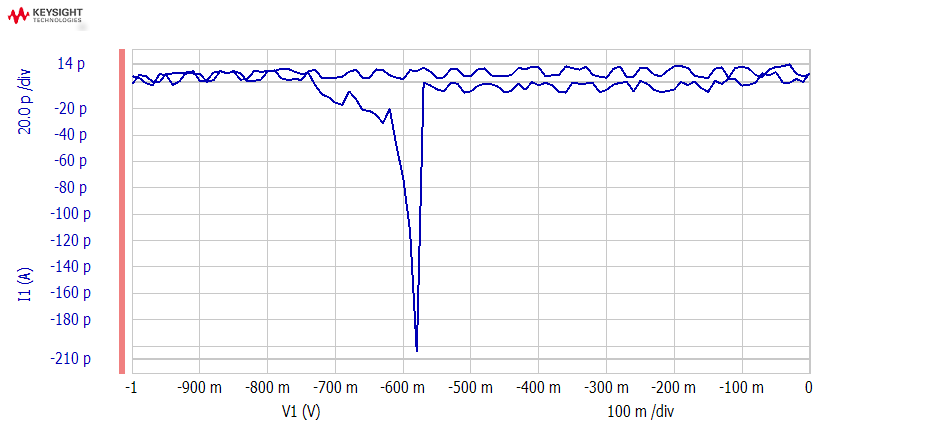 KEYSIGHT
TECHNOLOGIES
14 p
-20 p
-40 p
-60 p
-80 p
-100 p
-120 p
-140 p
-160 p
-180 p
-210 p
20.0 p /div
I1 (A)
-1 -900 m -800 m -700 m -600 m -500 m -400 m -300 m -200 m -100 m 0
V1 (V) 100 m /div